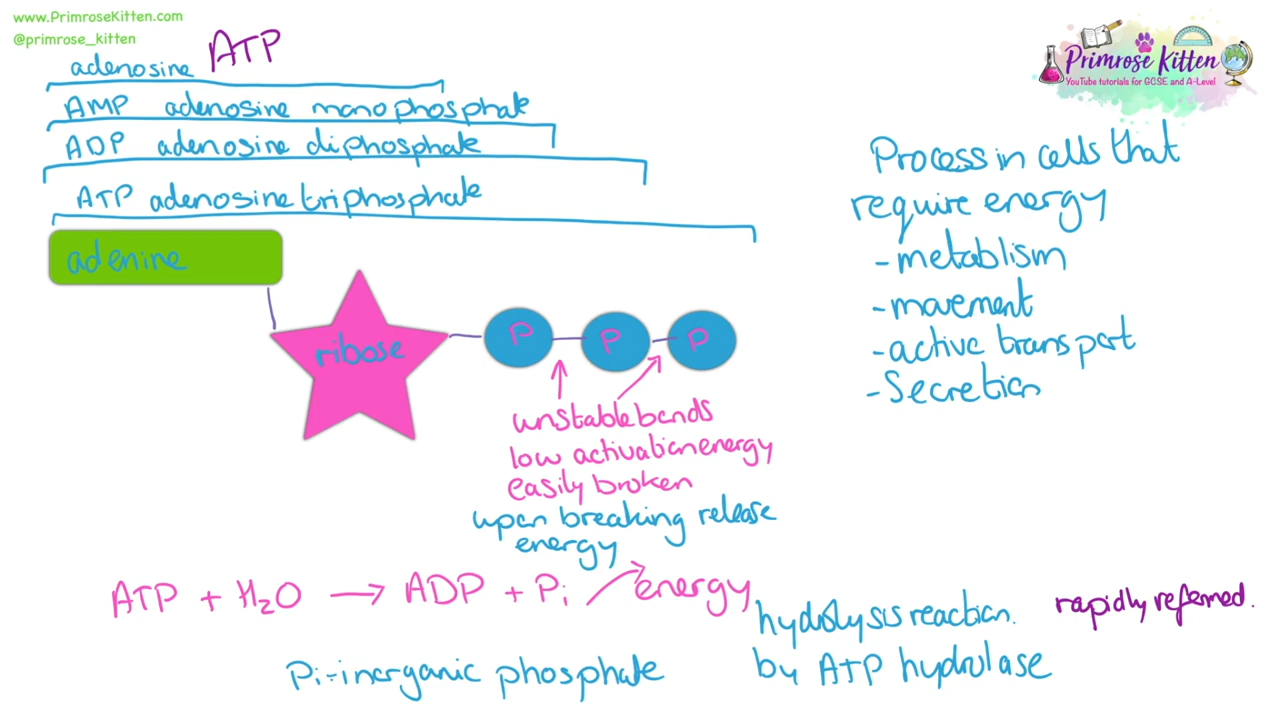 www.PrimroseKitten.com
@primrose_kitten
ATP
adenosine
AMP adenosine monophosphate
ADP adenosine diphosphate
ATP adenosine triphosphate
adenine
ribose
P P P
unstable bonds
low activation energy
easily broken
upon breaking release
energy
ATP + H₂O → ADP + Pi energy
Pi - inorganic phosphate
hydrolysis reaction.
by ATP hydrolase
rapidly reformed.
Process in cells that
require energy
- metablism
- movement
- active transport
- Secretion
Primrose Kitten
YouTube tutorials for GCSE and A-Level